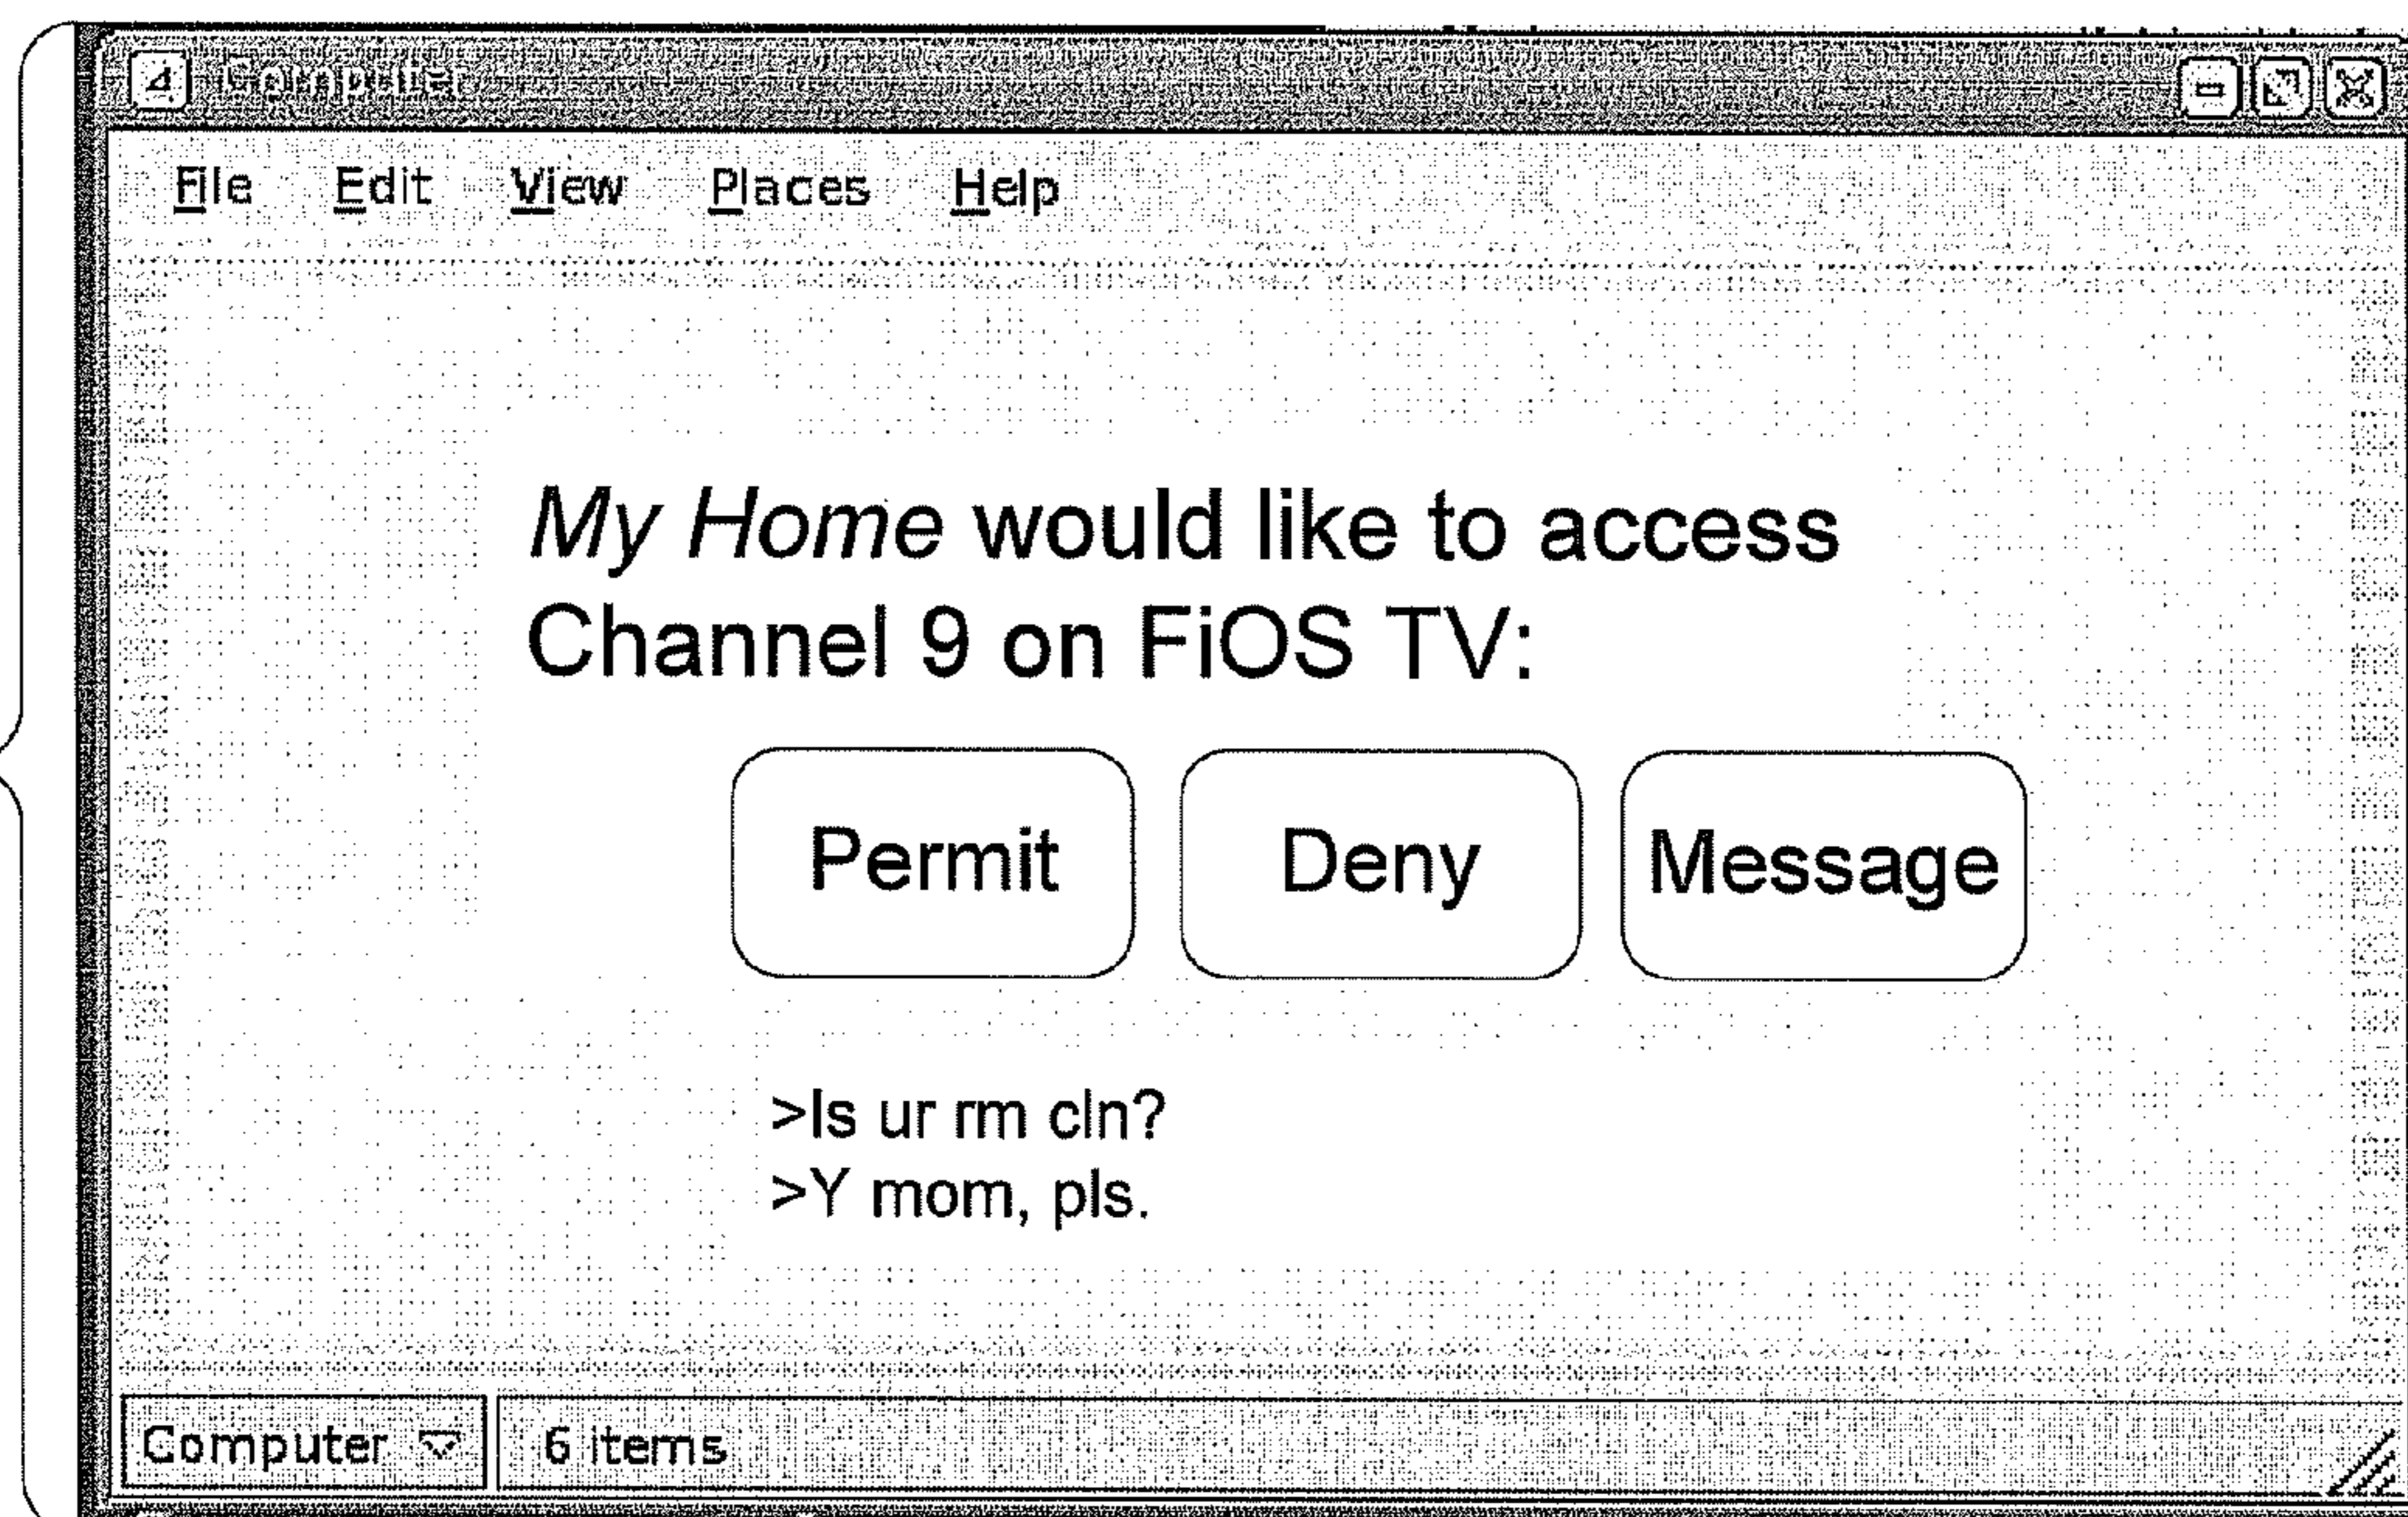 Computer
File Edit View Places Help
My Home would like to access
Channel 9 on FiOS TV:
Permit Deny Message
>Is ur rm cln?
>Y mom, pls.
Computer 6 items